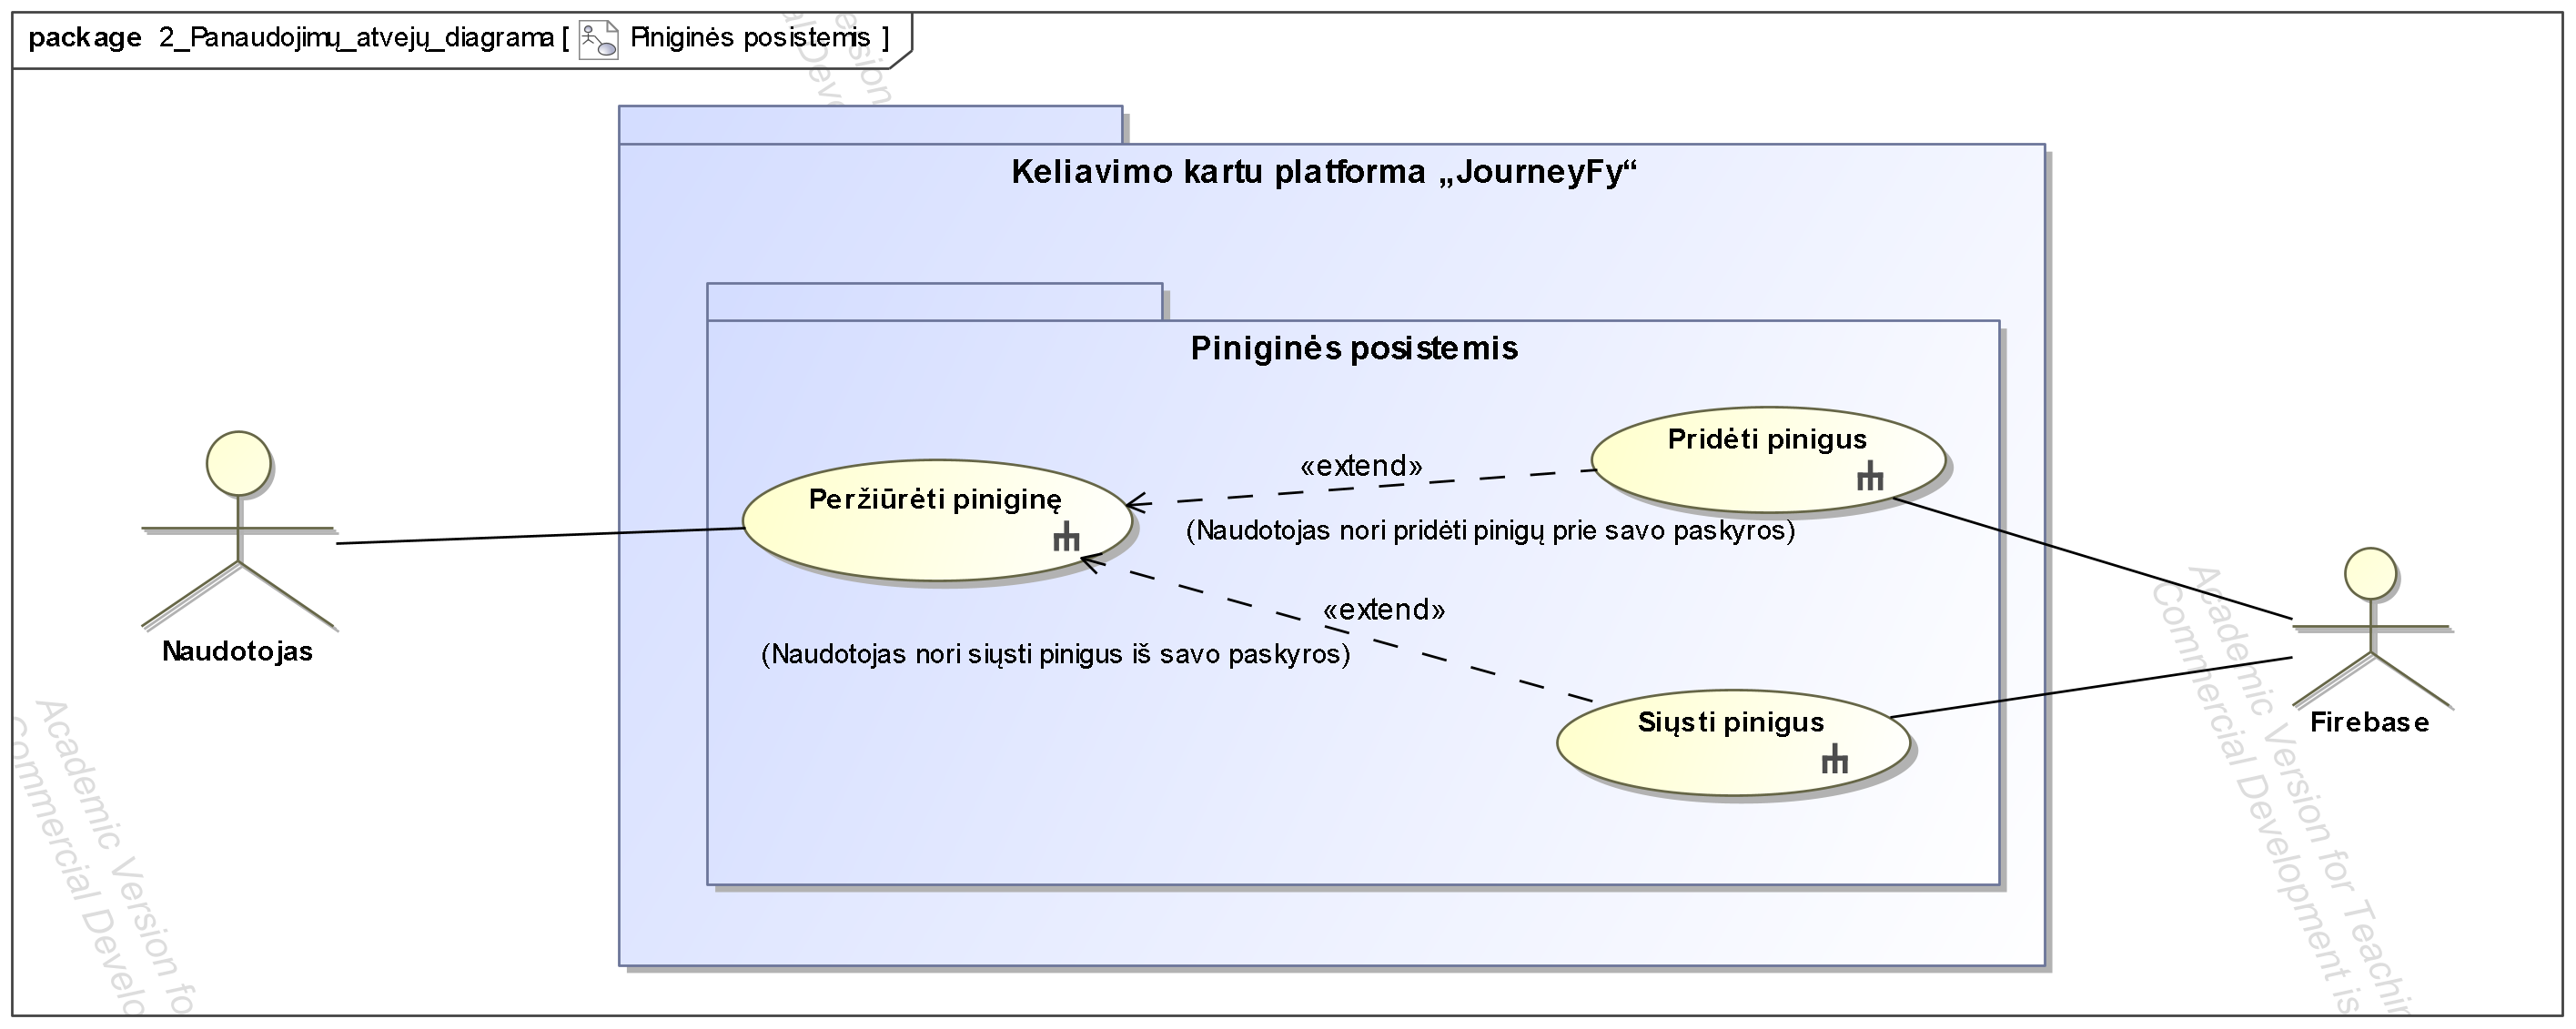 package 2_Panaudojimų_atvejų_diagrama [ Piniginės posistemis ]
Keliavimo kartu platforma „JourneyFy“
Piniginės posistemis
Pridėti pinigus
«extend»
Peržiūrėti piniginę
(Naudotojas nori pridėti pinigų prie savo paskyros)
«extend»
(Naudotojas nori siųsti pinigus iš savo paskyros)
Naudotojas
Siųsti pinigus
Firebase
Academic Version for Teaching
Commercial Development is
Academic Version for
Commercial